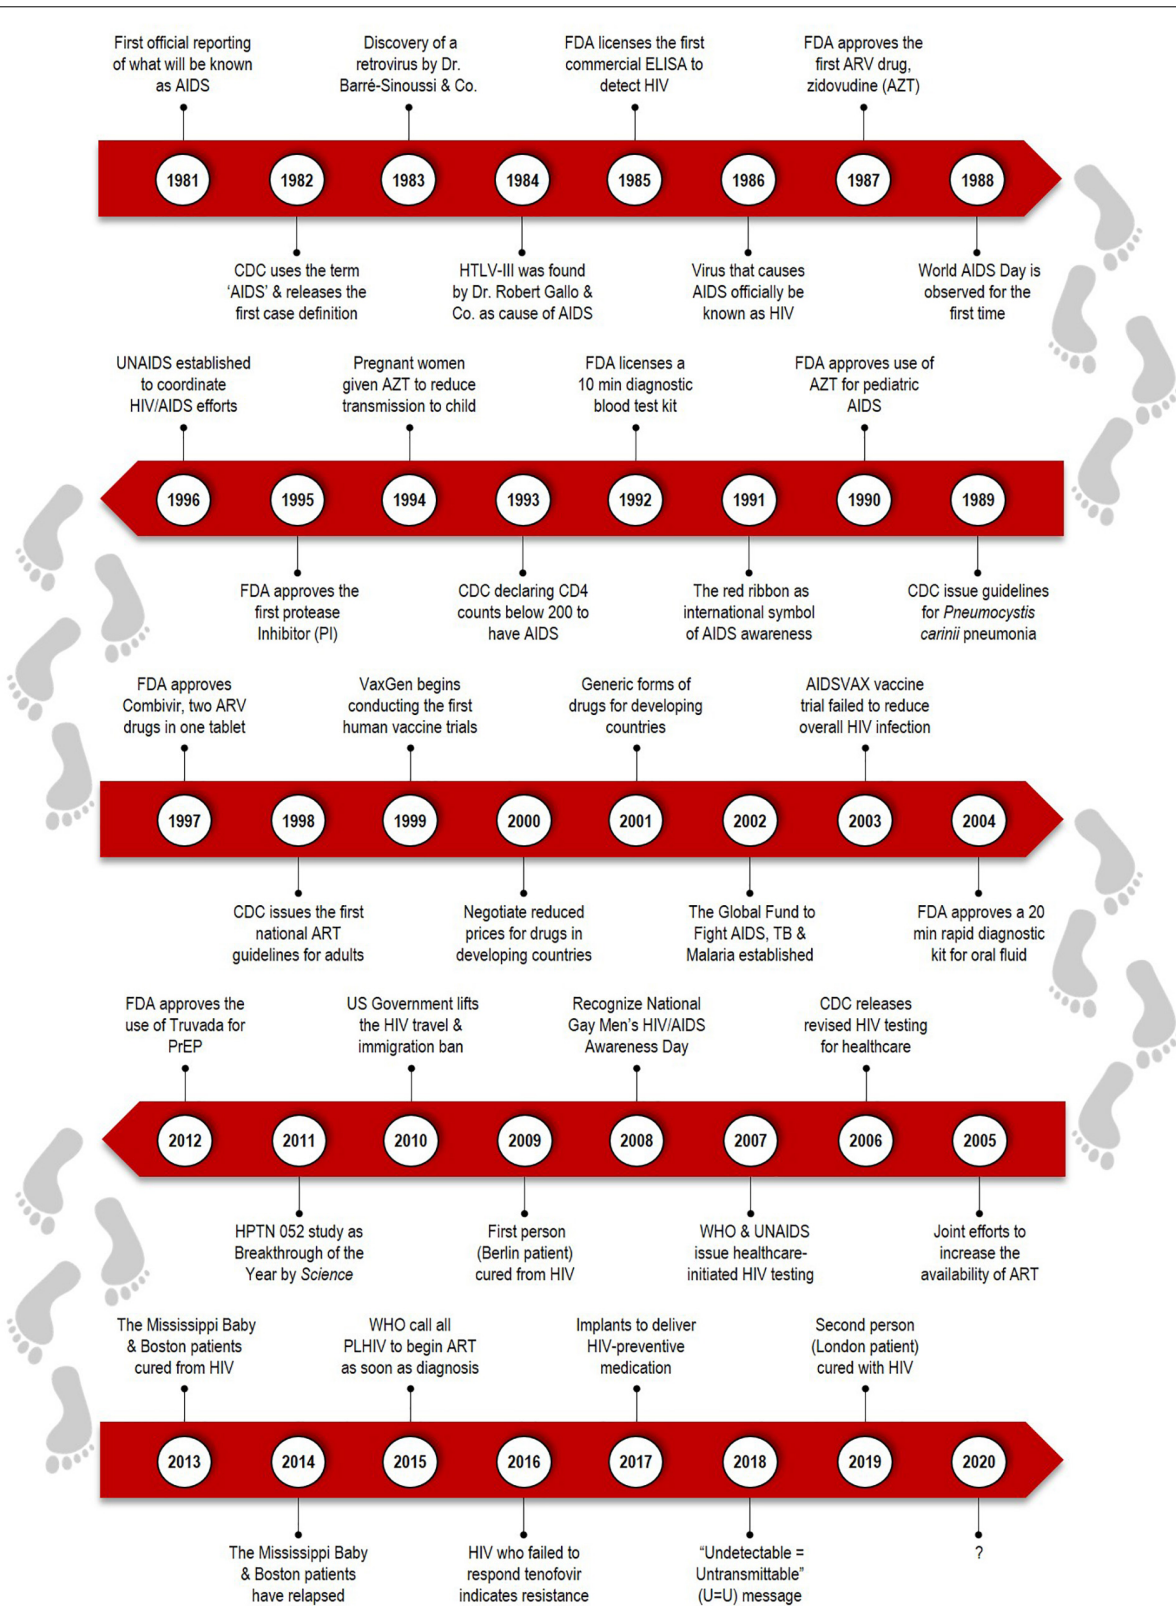 First official reporting
of what will be known
as AIDS
Discovery of a
retrovirus by Dr.
Barré-Sinoussi & Co.
FDA licenses the first
commercial ELISA to
detect HIV
FDA approves the
first ARV drug,
zidovudine (AZT)
1981 1982 1983 1984 1985 1986 1987 1988
CDC uses the term
‘AIDS’ & releases the
first case definition
HTLV-III was found
by Dr. Robert Gallo &
Co. as cause of AIDS
Virus that causes
AIDS officially be
known as HIV
World AIDS Day is
observed for the
first time
UNAIDS established
to coordinate
HIV/AIDS efforts
Pregnant women
given AZT to reduce
transmission to child
FDA licenses a
10 min diagnostic
blood test kit
FDA approves use of
AZT for pediatric
AIDS
1996 1995 1994 1993 1992 1991 1990 1989
FDA approves the
first protease
Inhibitor (PI)
CDC declaring CD4
counts below 200 to
have AIDS
The red ribbon as
international symbol
of AIDS awareness
CDC issue guidelines
for Pneumocystis
carinii pneumonia
FDA approves
Combivir, two ARV
drugs in one tablet
VaxGen begins
conducting the first
human vaccine trials
Generic forms of
drugs for developing
countries
AIDSVAX vaccine
trial failed to reduce
overall HIV infection
1997 1998 1999 2000 2001 2002 2003 2004
CDC issues the first
national ART
guidelines for adults
Negotiate reduced
prices for drugs in
developing countries
The Global Fund to
Fight AIDS, TB &
Malaria established
FDA approves a 20
min rapid diagnostic
kit for oral fluid
FDA approves the
use of Truvada for
PrEP
US Government lifts
the HIV travel &
immigration ban
Recognize National
Gay Men’s HIV/AIDS
Awareness Day
CDC releases
revised HIV testing
for healthcare
2012 2011 2010 2009 2008 2007 2006 2005
HPTN 052 study as
Breakthrough of the
Year by Science
First person
(Berlin patient)
cured from HIV
WHO & UNAIDS
issue healthcare-
initiated HIV testing
Joint efforts to
increase the
availability of ART
The Mississippi Baby
& Boston patients
cured from HIV
WHO call all
PLHIV to begin ART
as soon as diagnosis
Implants to deliver
HIV-preventive
medication
Second person
(London patient)
cured with HIV
2013 2014 2015 2016 2017 2018 2019 2020
The Mississippi Baby
& Boston patients
have relapsed
HIV who failed to
respond tenofovir
indicates resistance
“Undetectable =
Untransmittable”
(U=U) message
?